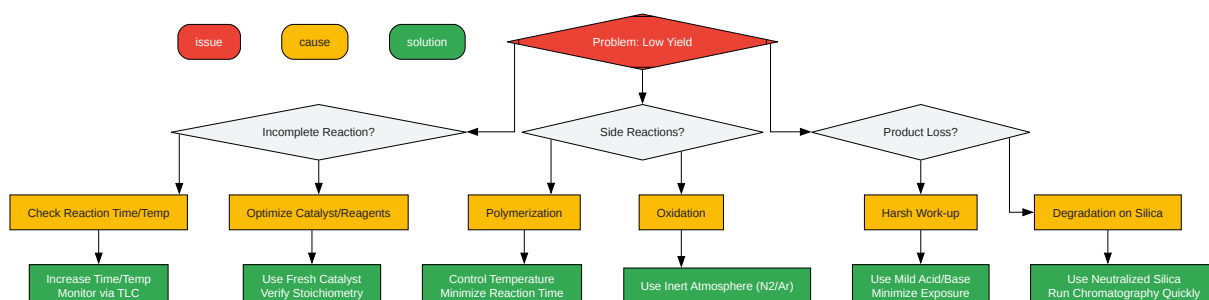 issue
cause
solution
Problem: Low Yield
Incomplete Reaction?
Side Reactions?
Product Loss?
Check Reaction Time/Temp
Optimize Catalyst/Reagents
Polymerization
Oxidation
Harsh Work-up
Degradation on Silica
Increase Time/Temp
Monitor via TLC
Use Fresh Catalyst
Verify Stoichiometry
Control Temperature
Minimize Reaction Time
Use Inert Atmosphere (N2/Ar)
Use Mild Acid/Base
Minimize Exposure
Use Neutralized Silica
Run Chromatography Quickly